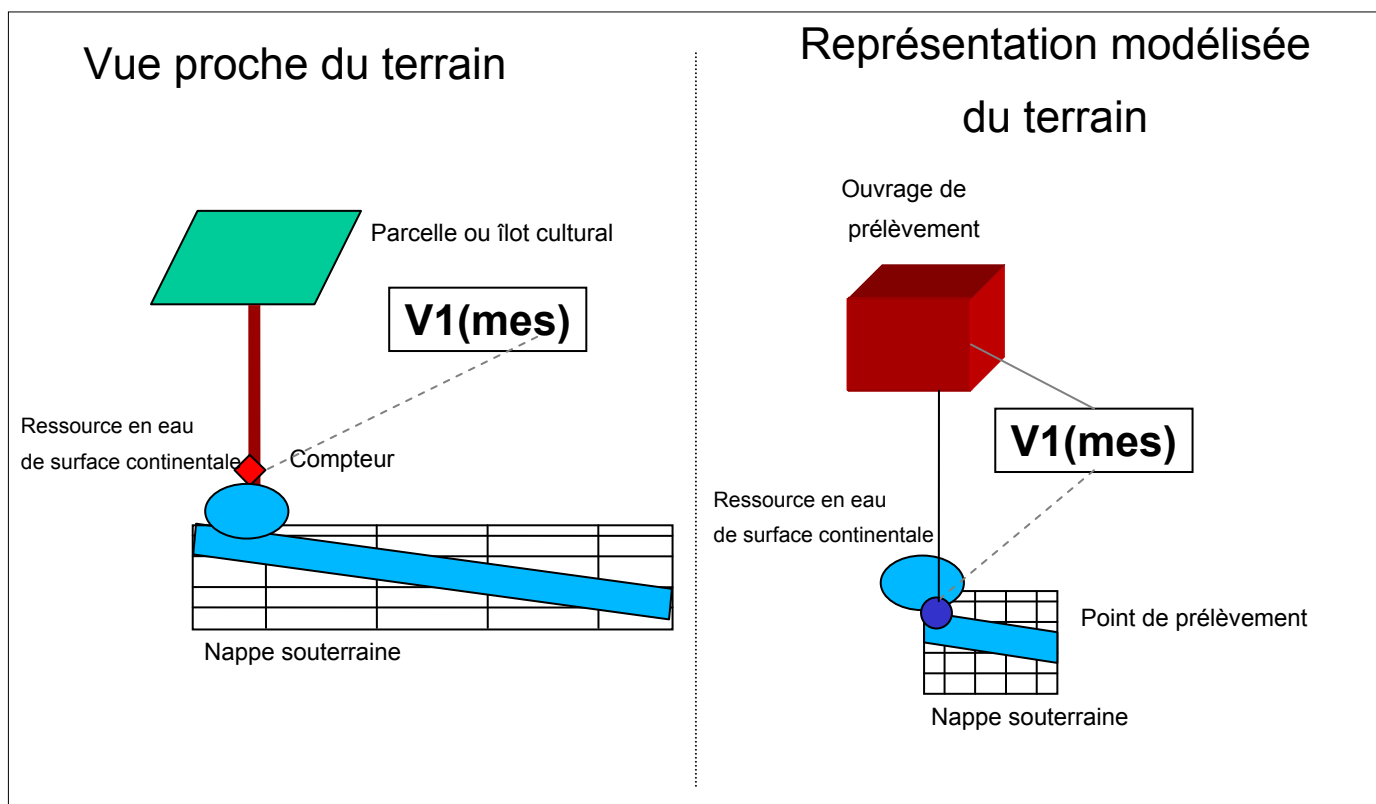 Vue proche du terrain
Parcelle ou îlot cultural
V1(mes)
Ressource en eau
de surface continentale
Compteur
Nappe souterraine
Représentation modélisée
du terrain
Ouvrage de
prélèvement
V1(mes)
Ressource en eau
de surface continentale
Point de prélèvement
Nappe souterraine